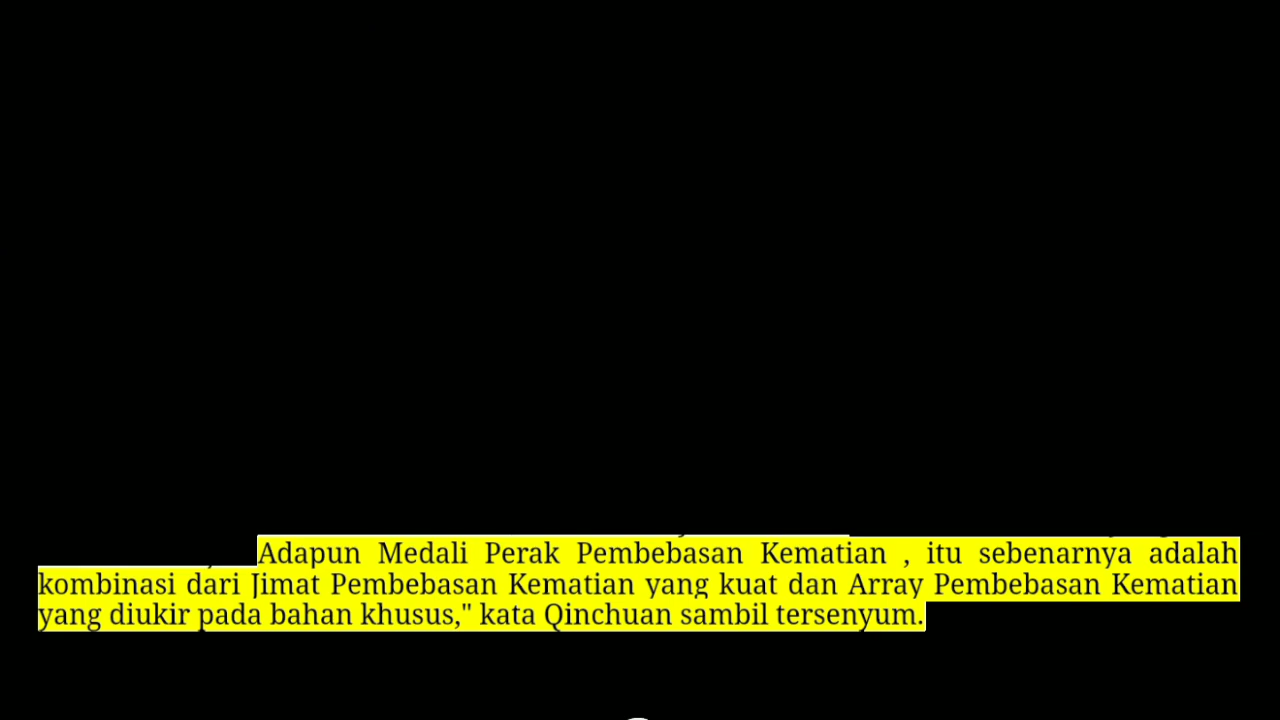 Adapun Medali Perak Pembebasan Kematian , itu sebenarnya adalah
kombinasi dari Jimat Pembebasan Kematian yang kuat dan Array Pembebasan Kematian
yang diukir pada bahan khusus," kata Qinchuan sambil tersenyum.